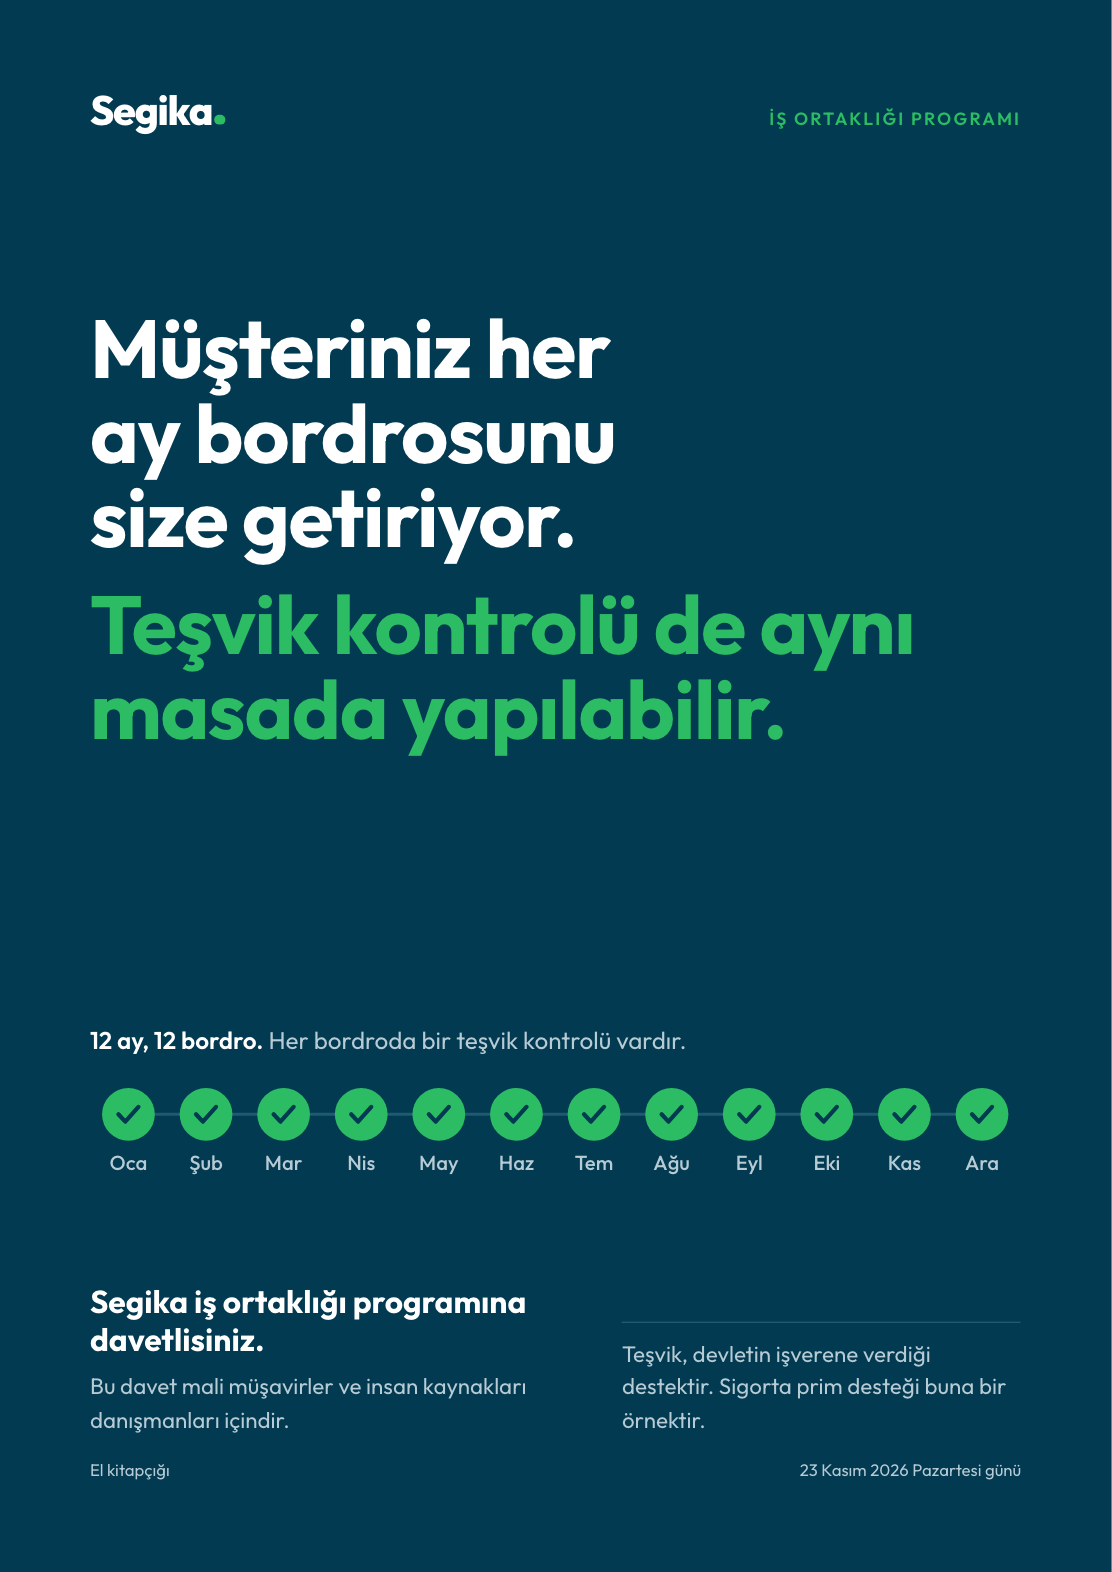 Segika.
İŞ ORTAKLIĞI PROGRAMI
Müşteriniz her
ay bordrosunu
size getiriyor.
Teşvik kontrolü de aynı
masada yapılabilir.
12 ay, 12 bordro. Her bordroda bir teşvik kontrolü vardır.
Oca Şub Mar Nis May Haz Tem Ağu Eyl Eki Kas Ara
Segika iş ortaklığı programına
davetlisiniz.
Bu davet mali müşavirler ve insan kaynakları
danışmanları içindir.
Teşvik, devletin işverene verdiği
destektir. Sigorta prim desteği buna bir
örnektir.
El kitapçığı
23 Kasım 2026 Pazartesi günü